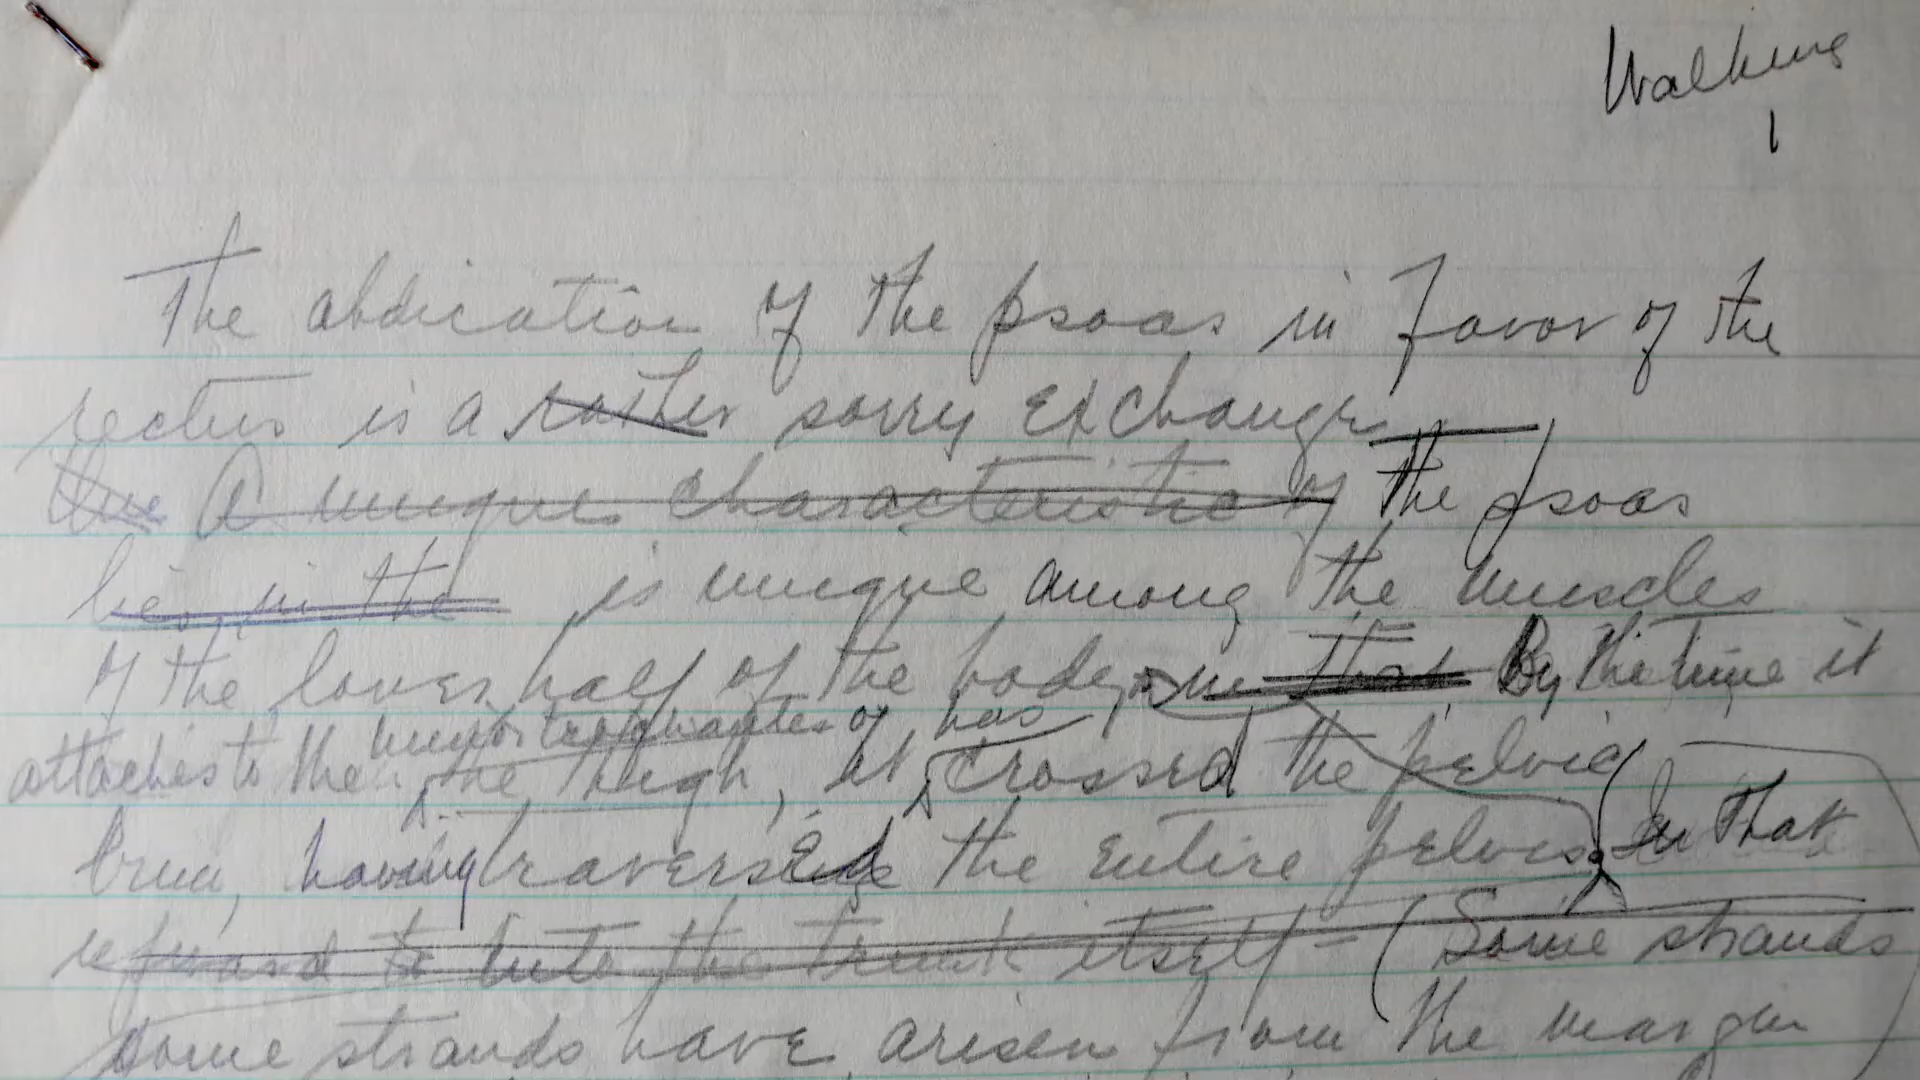 Walking
1
The abdication of the psoas in favor of the
rectus is a rather sorry exchange
A unique characteristic of The psoas
lies in the is unique among the muscles
of the lower half of the body, in that By the time it
minor trochanter of has
attaches to the the thigh, it crossed the pelvic
brim, having traversed the entire pelvis. In that
to into the trunk itself - (Some strands
some strands have arisen from the margin